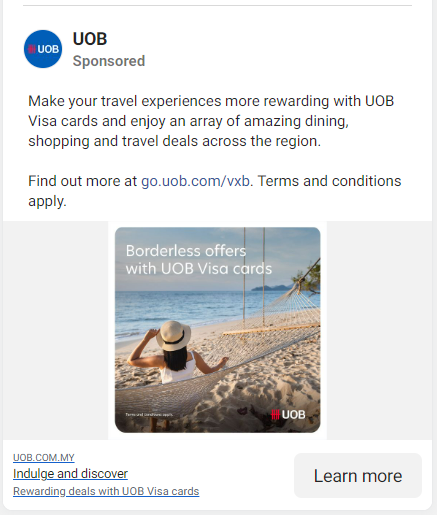 UOB
UOB
Sponsored
Make your travel experiences more rewarding with UOB
Visa cards and enjoy an array of amazing dining,
shopping and travel deals across the region.
Find out more at go.uob.com/vxb. Terms and conditions
apply.
Borderless offers
with UOB Visa cards
Terms and conditions apply.
UOB
UOB.COM.MY
Indulge and discover
Rewarding deals with UOB Visa cards
Learn more